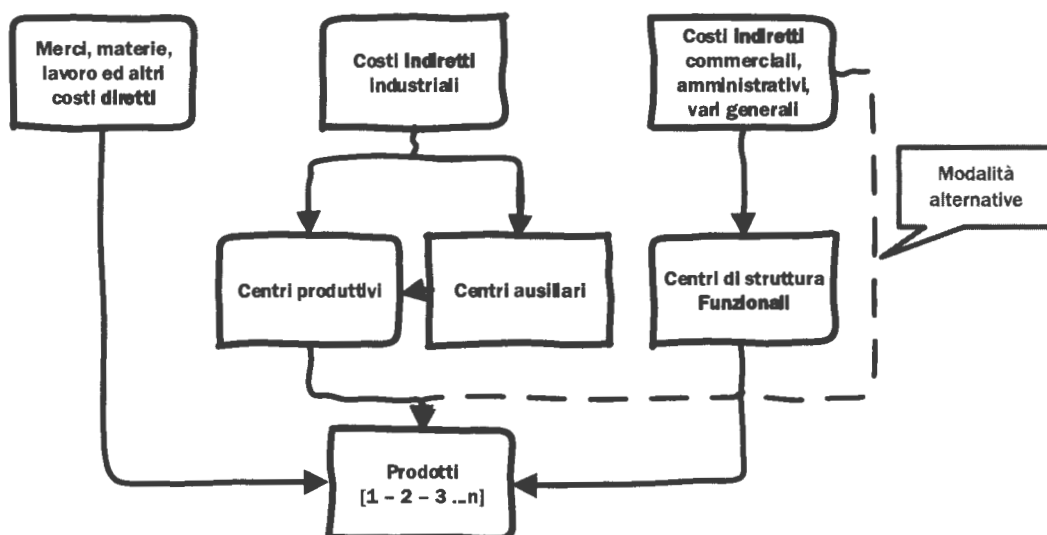 Merci, materie,
lavoro ed altri
costi diretti
Costi indiretti
industriali
Costi indiretti
commerciali,
amministrativi,
vari generali
Modalità
alternative
Centri produttivi
Centri ausiliari
Centri di struttura
Funzionali
Prodotti
[1 – 2 – 3 ...n]